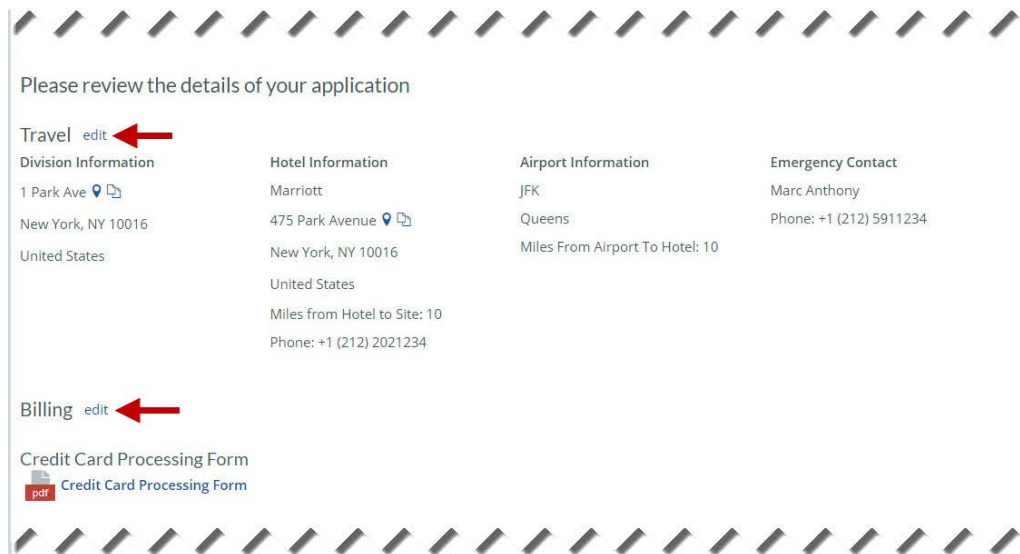 Please review the details of your application
Travel edit
Division Information
1 Park Ave
New York, NY 10016
United States
Hotel Information
Marriott
475 Park Avenue
New York, NY 10016
United States
Miles from Hotel to Site: 10
Phone: +1 (212) 2021234
Airport Information
JFK
Queens
Miles From Airport To Hotel: 10
Emergency Contact
Marc Anthony
Phone: +1 (212) 5911234
Billing edit
Credit Card Processing Form
pdf Credit Card Processing Form